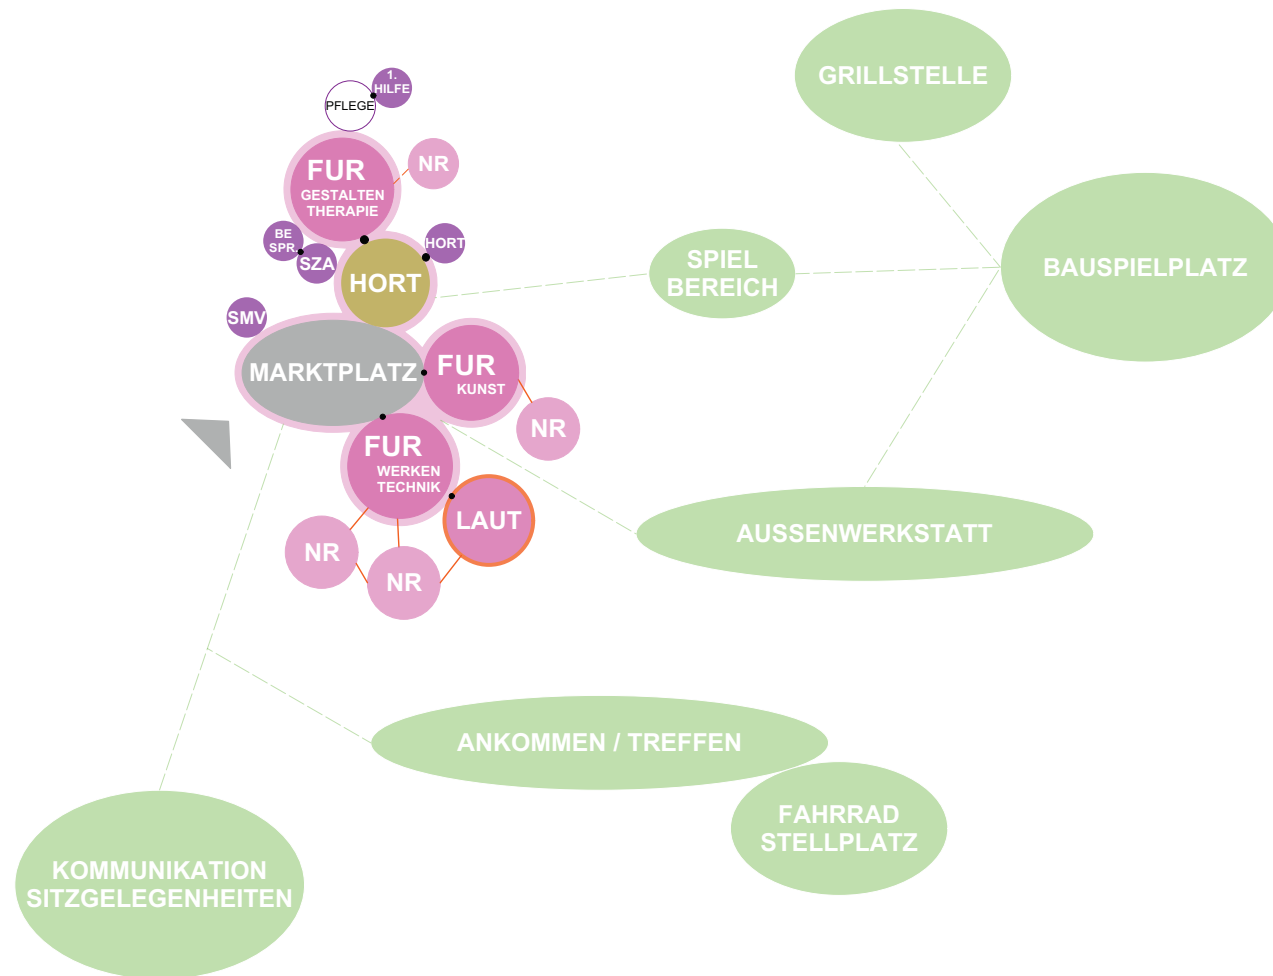 GRILLSTELLE
1.
HILFE
PFLEGE
FUR
GESTALTEN
THERAPIE
NR
BE
SPR
SZA
HORT
HORT
SPIEL
BEREICH
BAUSPIELPLATZ
SMV
MARKTPLATZ
FUR
KUNST
NR
FUR
WERKEN
TECHNIK
LAUT
NR
NR
AUSSENWERKSTATT
ANKOMMEN / TREFFEN
FAHRRAD
STELLPLATZ
KOMMUNIKATION
SITZGELEGENHEITEN